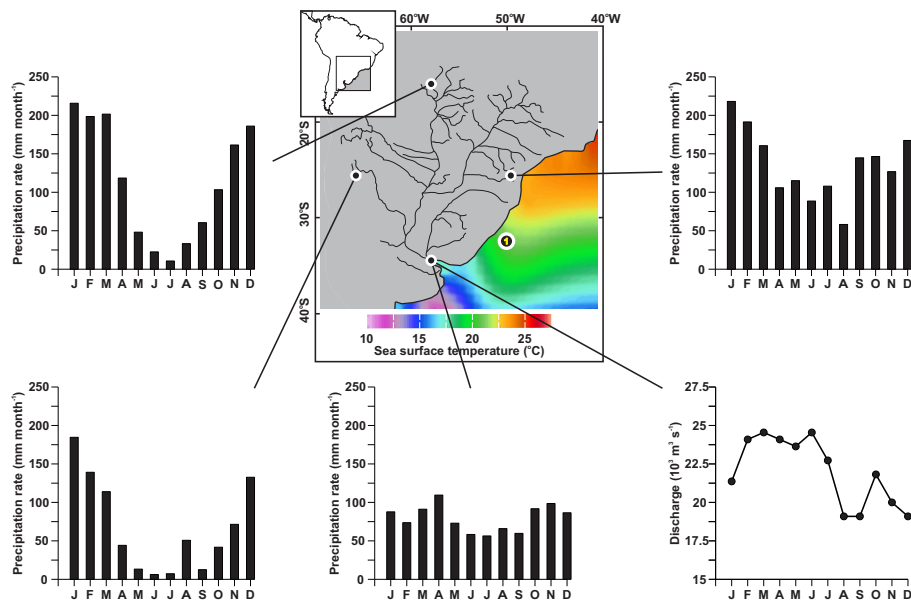 60°W 50°W 40°W
20°S
30°S
40°S
1
10 15 20 25
Sea surface temperature (°C)
Precipitation rate (mm month⁻¹)
250
200
150
100
50
0
J F M A M J J A S O N D
Precipitation rate (mm month⁻¹)
250
200
150
100
50
0
J F M A M J J A S O N D
Precipitation rate (mm month⁻¹)
250
200
150
100
50
0
J F M A M J J A S O N D
Precipitation rate (mm month⁻¹)
250
200
150
100
50
0
J F M A M J J A S O N D
Discharge (10³ m³ s⁻¹)
27.5
25
22.5
20
17.5
15
J F M A M J J A S O N D